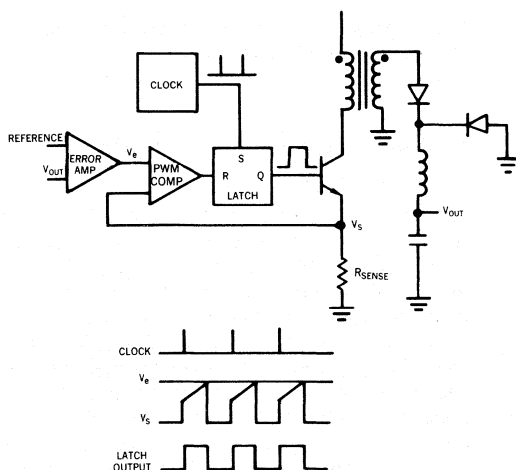 CLOCK
REFERENCE
VOUT
ERROR
AMP
Ve
PWM
COMP
S
R Q
LATCH
VS
RSENSE
VOUT
CLOCK
Ve
VS
LATCH
OUTPUT